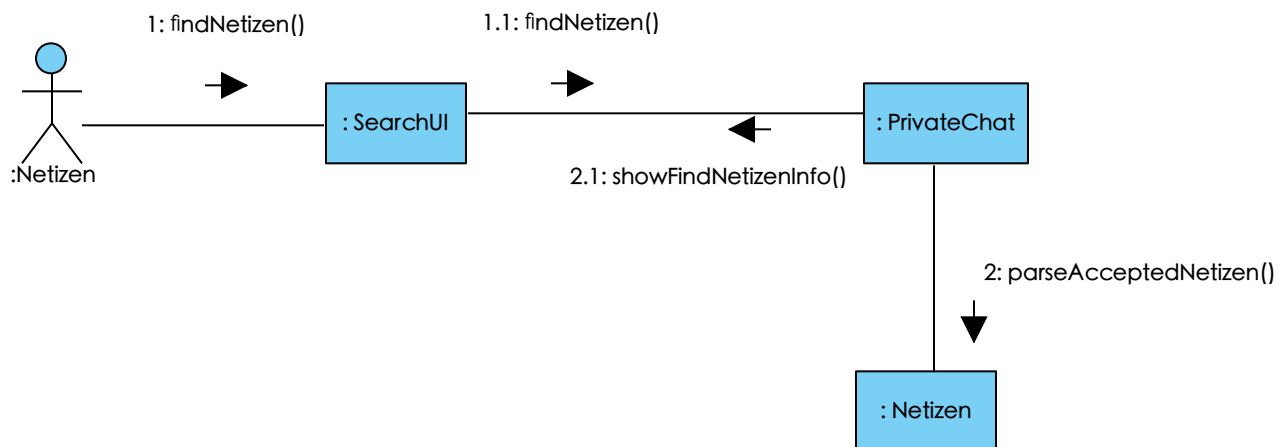 1: findNetizen()
1.1: findNetizen()
: SearchUI
: PrivateChat
:Netizen
2.1: showFindNetizenInfo()
2: parseAcceptedNetizen()
: Netizen